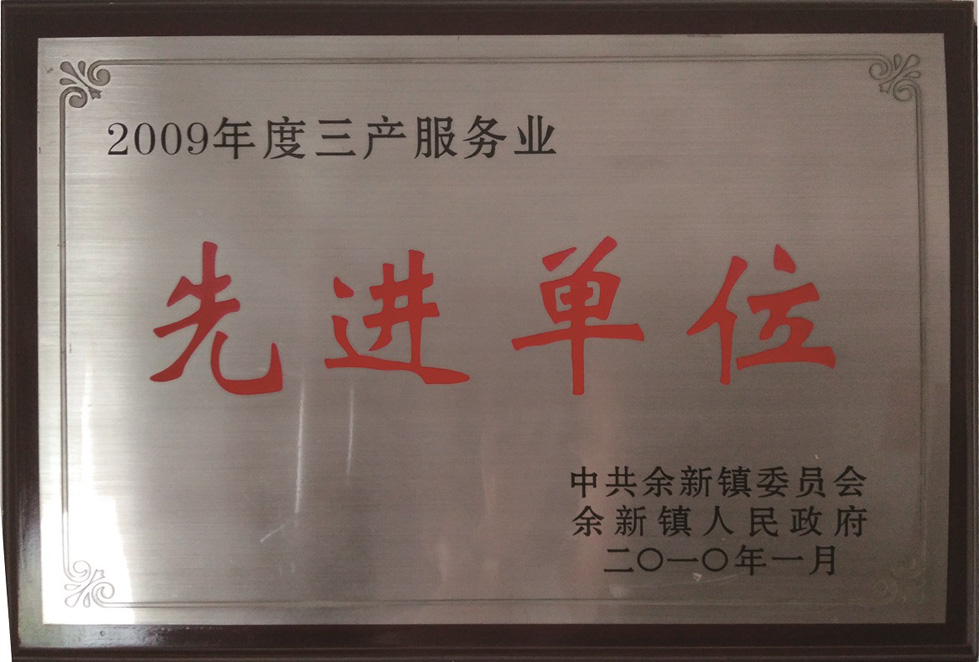 2009年度三产服务业
先进单位
中共余新镇委员会
余新镇人民政府
二〇一〇年一月